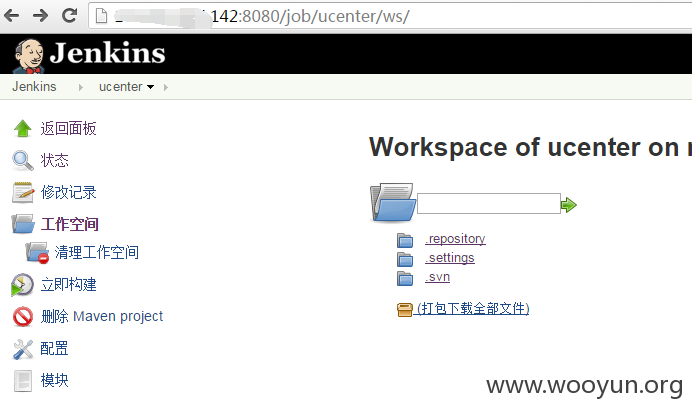 142:8080/job/ucenter/ws/
Jenkins
Jenkins ucenter
返回面板
状态
修改记录
工作空间
清理工作空间
立即构建
删除 Maven project
配置
模块
Workspace of ucenter on
.repository
.settings
.svn
(打包下载全部文件)
www.wooyun.org